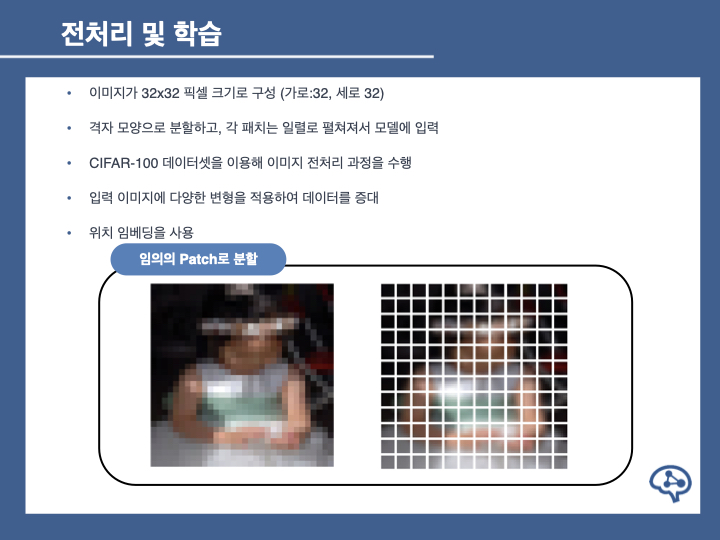 전처리 및 학습
• 이미지가 32x32 픽셀 크기로 구성 (가로:32, 세로 32)
• 격자 모양으로 분할하고, 각 패치는 일렬로 펼쳐져서 모델에 입력
• CIFAR-100 데이터셋을 이용해 이미지 전처리 과정을 수행
• 입력 이미지에 다양한 변형을 적용하여 데이터를 증대
• 위치 임베딩을 사용
임의의 Patch로 분할